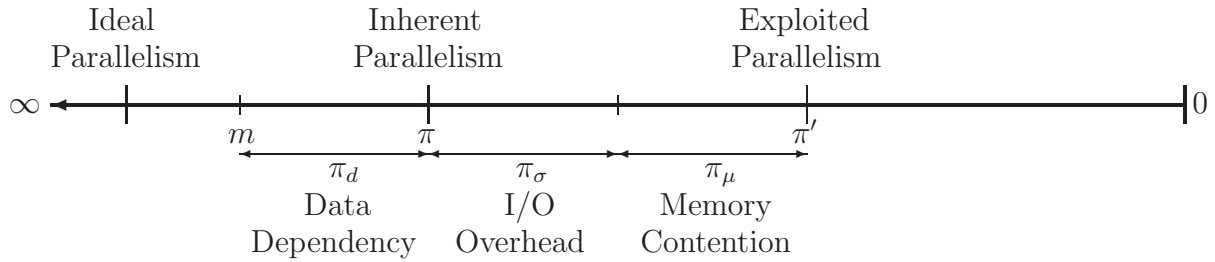 Ideal Parallelism
Inherent Parallelism
Exploited Parallelism
∞
0
m
π
π′
π_d
π_σ
π_μ
Data Dependency
I/O Overhead
Memory Contention